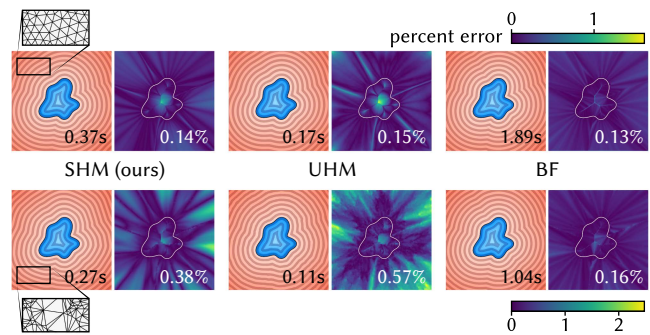 percent error 0 1
0.37s 0.14% 0.17s 0.15% 1.89s 0.13%
SHM (ours) UHM BF
0.27s 0.38% 0.11s 0.57% 1.04s 0.16%
0 1 2